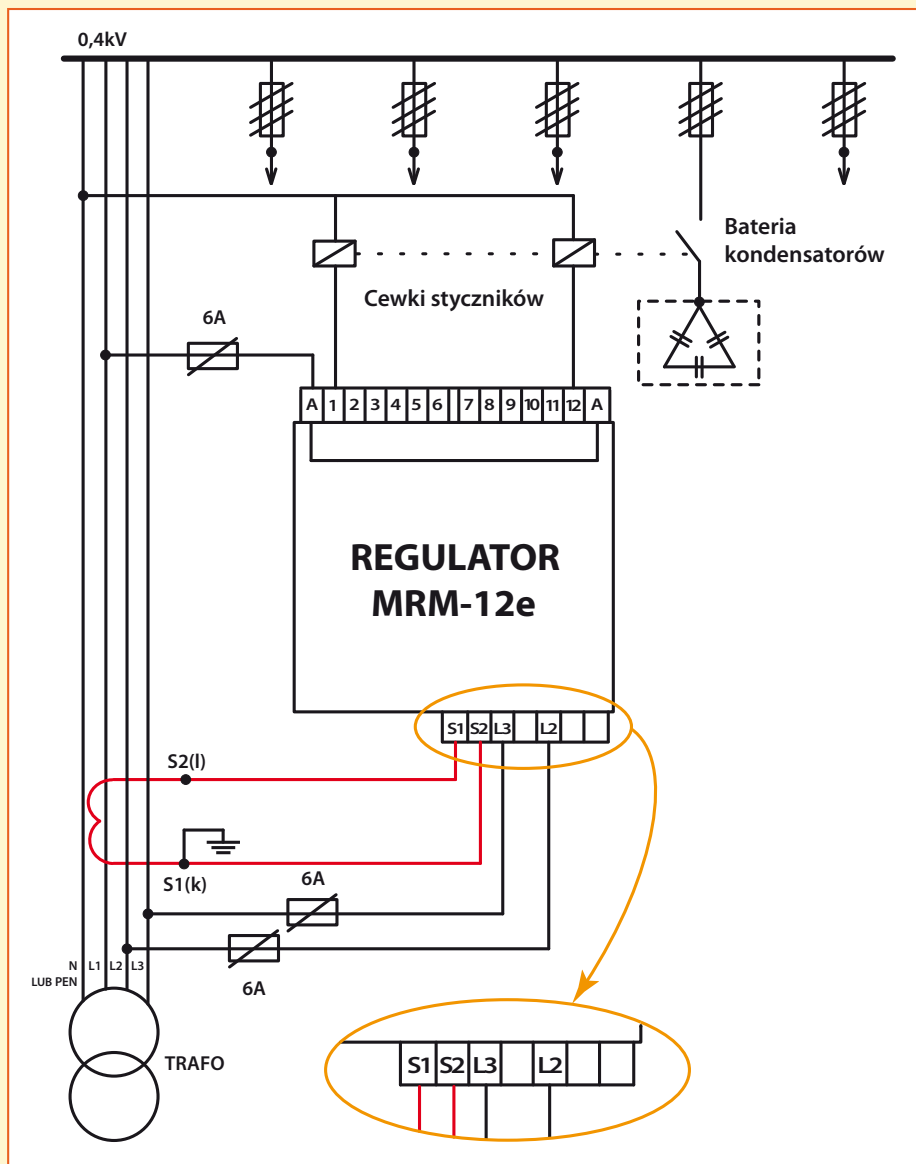 0,4kV
Bateria
kondensatorów
Cewki styczników
6A
A 1 2 3 4 5 6 7 8 9 10 11 12 A
REGULATOR
MRM-12e
S1 S2 L3 L2
S2(l)
S1(k)
6A
6A
N L1 L2 L3
LUB PEN
TRAFO
S1 S2 L3 L2